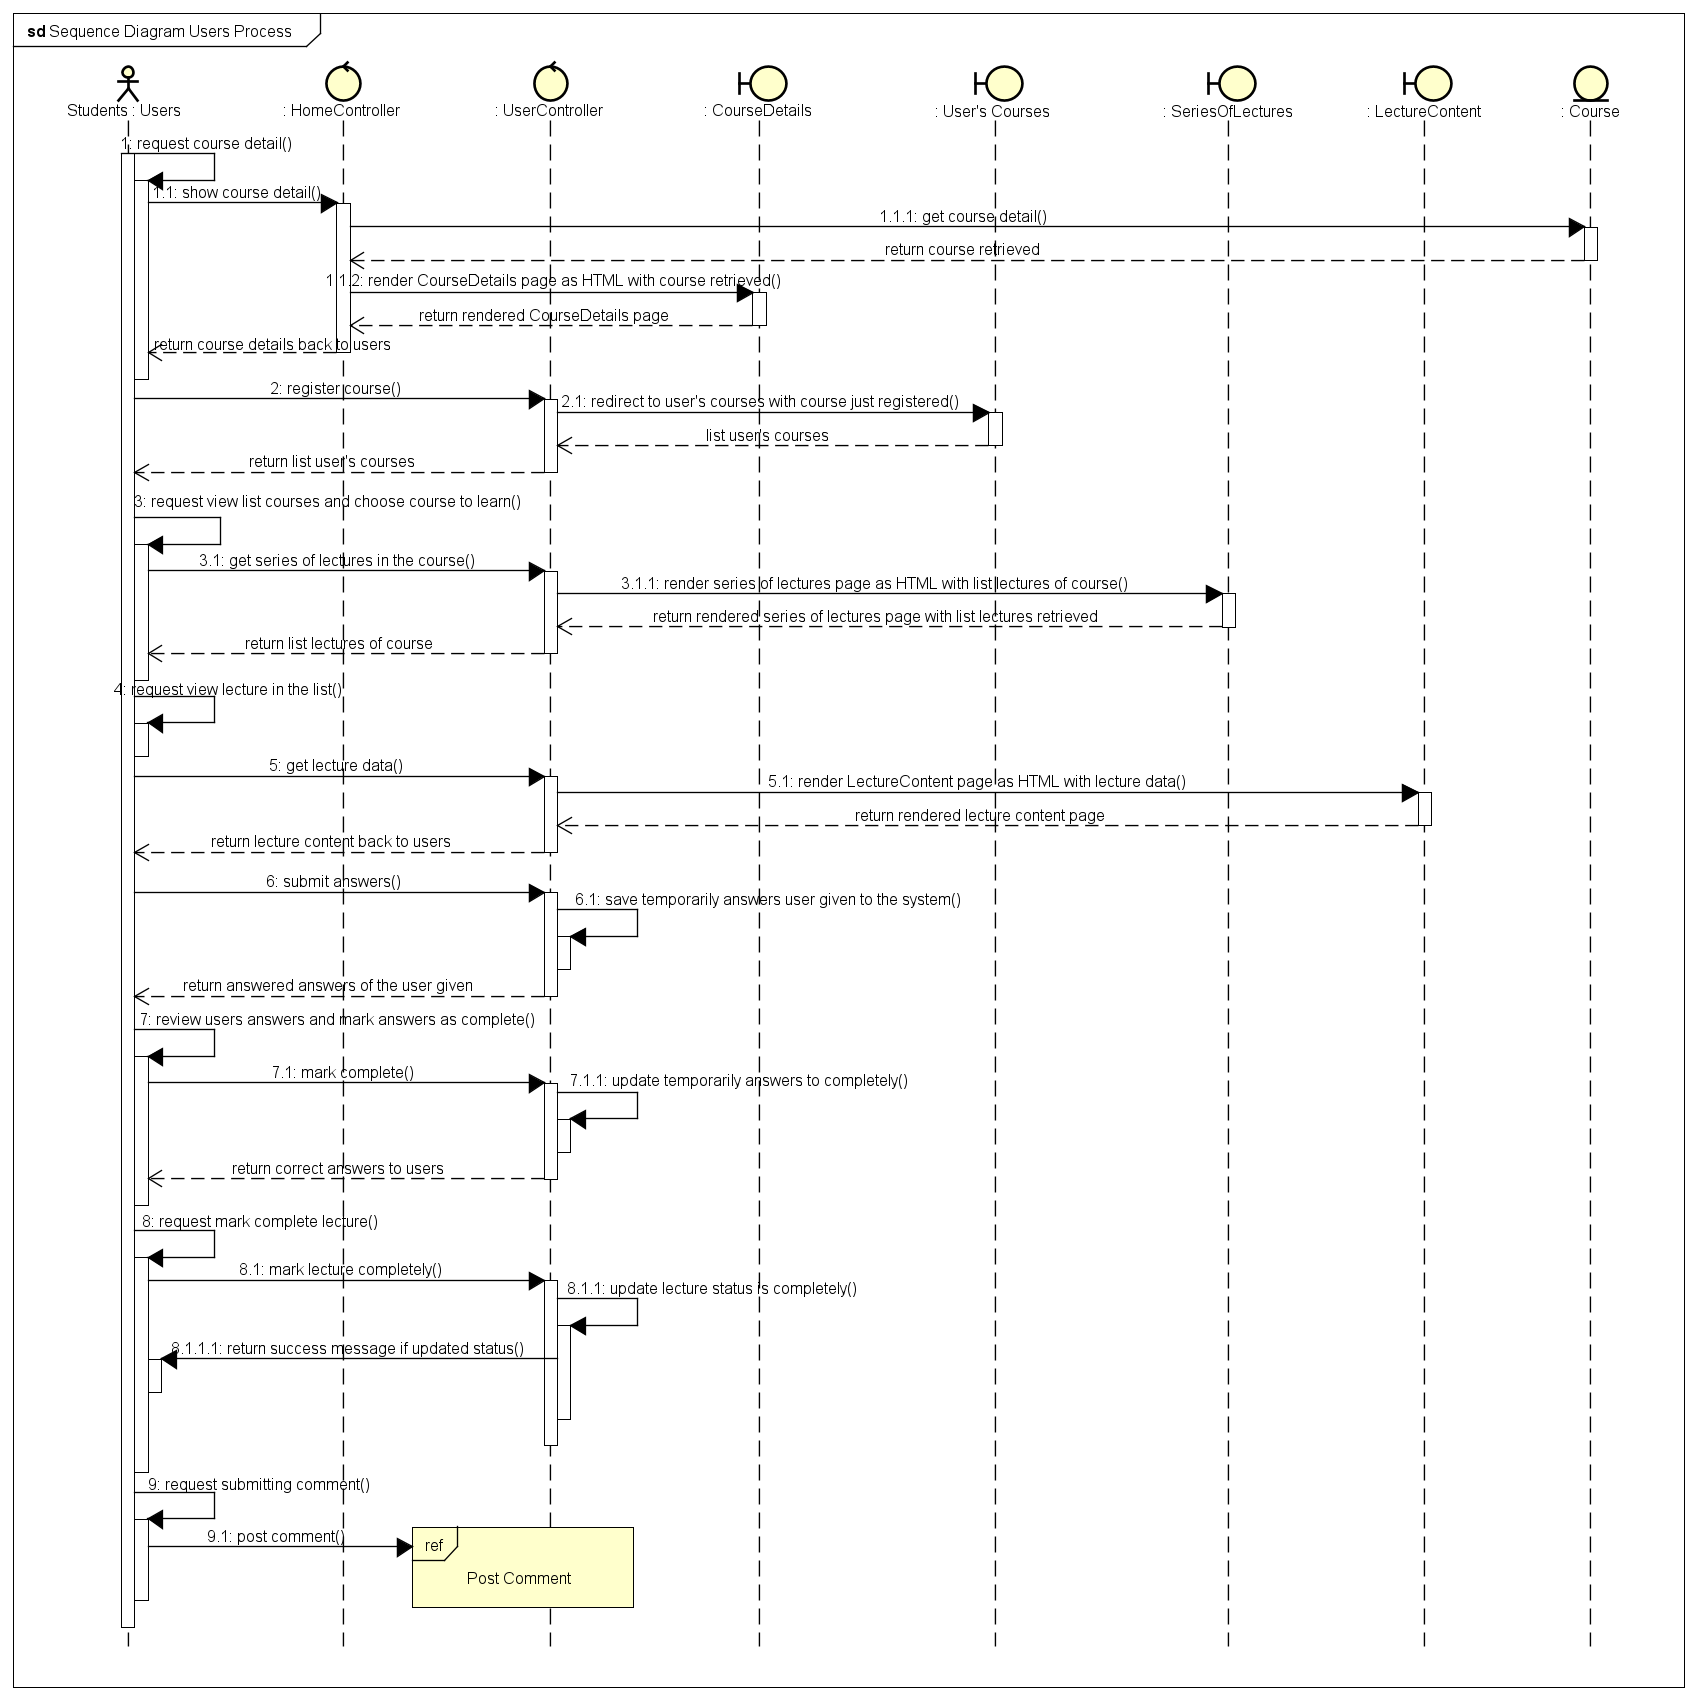 sd Sequence Diagram Users Process
Students : Users
: HomeController
: UserController
: CourseDetails
: User's Courses
: SeriesOfLectures
: LectureContent
: Course
1: request course detail()
1.1: show course detail()
1.1.1: get course detail()
return course retrieved
1.1.2: render CourseDetails page as HTML with course retrieved()
return rendered CourseDetails page
return course details back to users
2: register course()
2.1: redirect to user's courses with course just registered()
list user's courses
return list user's courses
3: request view list courses and choose course to learn()
3.1: get series of lectures in the course()
3.1.1: render series of lectures page as HTML with list lectures of course()
return rendered series of lectures page with list lectures retrieved
return list lectures of course
4: request view lecture in the list()
5: get lecture data()
5.1: render LectureContent page as HTML with lecture data()
return rendered lecture content page
return lecture content back to users
6: submit answers()
6.1: save temporarily answers user given to the system()
return answered answers of the user given
7: review users answers and mark answers as complete()
7.1: mark complete()
7.1.1: update temporarily answers to completely()
return correct answers to users
8: request mark complete lecture()
8.1: mark lecture completely()
8.1.1: update lecture status is completely()
8.1.1.1: return success message if updated status()
9: request submitting comment()
9.1: post comment()
ref
Post Comment